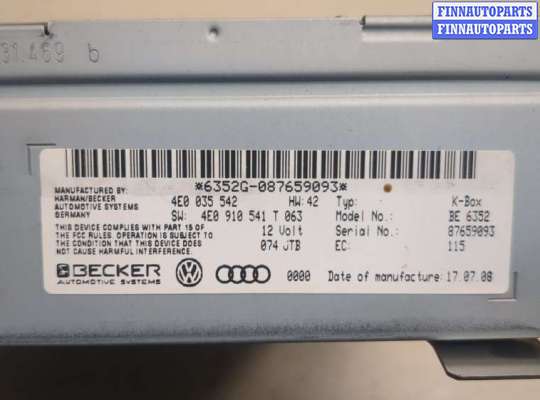 FINNAUTOPARTS
FINNAUTOPARTS
FINNAUTOPARTS
31.469 b
*6352G-087659093*
MANUFACTURED BY:
HARMAN/BECKER
AUTOMOTIVE SYSTEMS
GERMANY
4E0 035 542 HW: 42 Typ: K-Box
SW: 4E0 910 541 T 063 Model No.: BE 6352
THIS DEVICE COMPLIES WITH PART 15 OF
THE FCC RULES. OPERATION IS SUBJECT TO
THE CONDITION THAT THIS DEVICE DOES
NOT CAUSE HARMFUL INTERFERENCE.
12 Volt Serial No.: 87659093
074 JTB EC: 115
BECKER
AUTOMOTIVE SYSTEMS
0000 Date of manufacture: 17.07.08